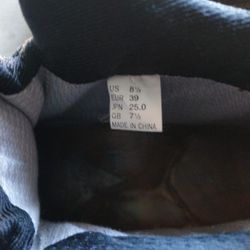 US 8½
EUR 39
JPN 25.0
GB 7½
MADE IN CHINA